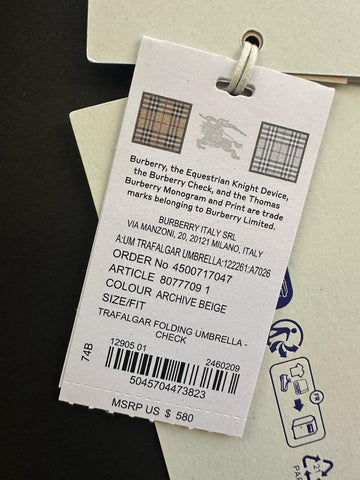 Burberry, the Equestrian Knight Device,
the Burberry Check, and the Thomas
Burberry Monogram and Print are trade
marks belonging to Burberry Limited.
BURBERRY ITALY SRL
VIA MANZONI, 20, 20121 MILANO, ITALY
A:UM TRAFALGAR UMBRELLA:122261:A7026
ORDER No 4500717047
ARTICLE 8077709 1
COLOUR ARCHIVE BEIGE
SIZE/FIT
TRAFALGAR FOLDING UMBRELLA -
CHECK
74B
12905 01 2460209
5045704473823
MSRP US $ 580
FR
21
PAP